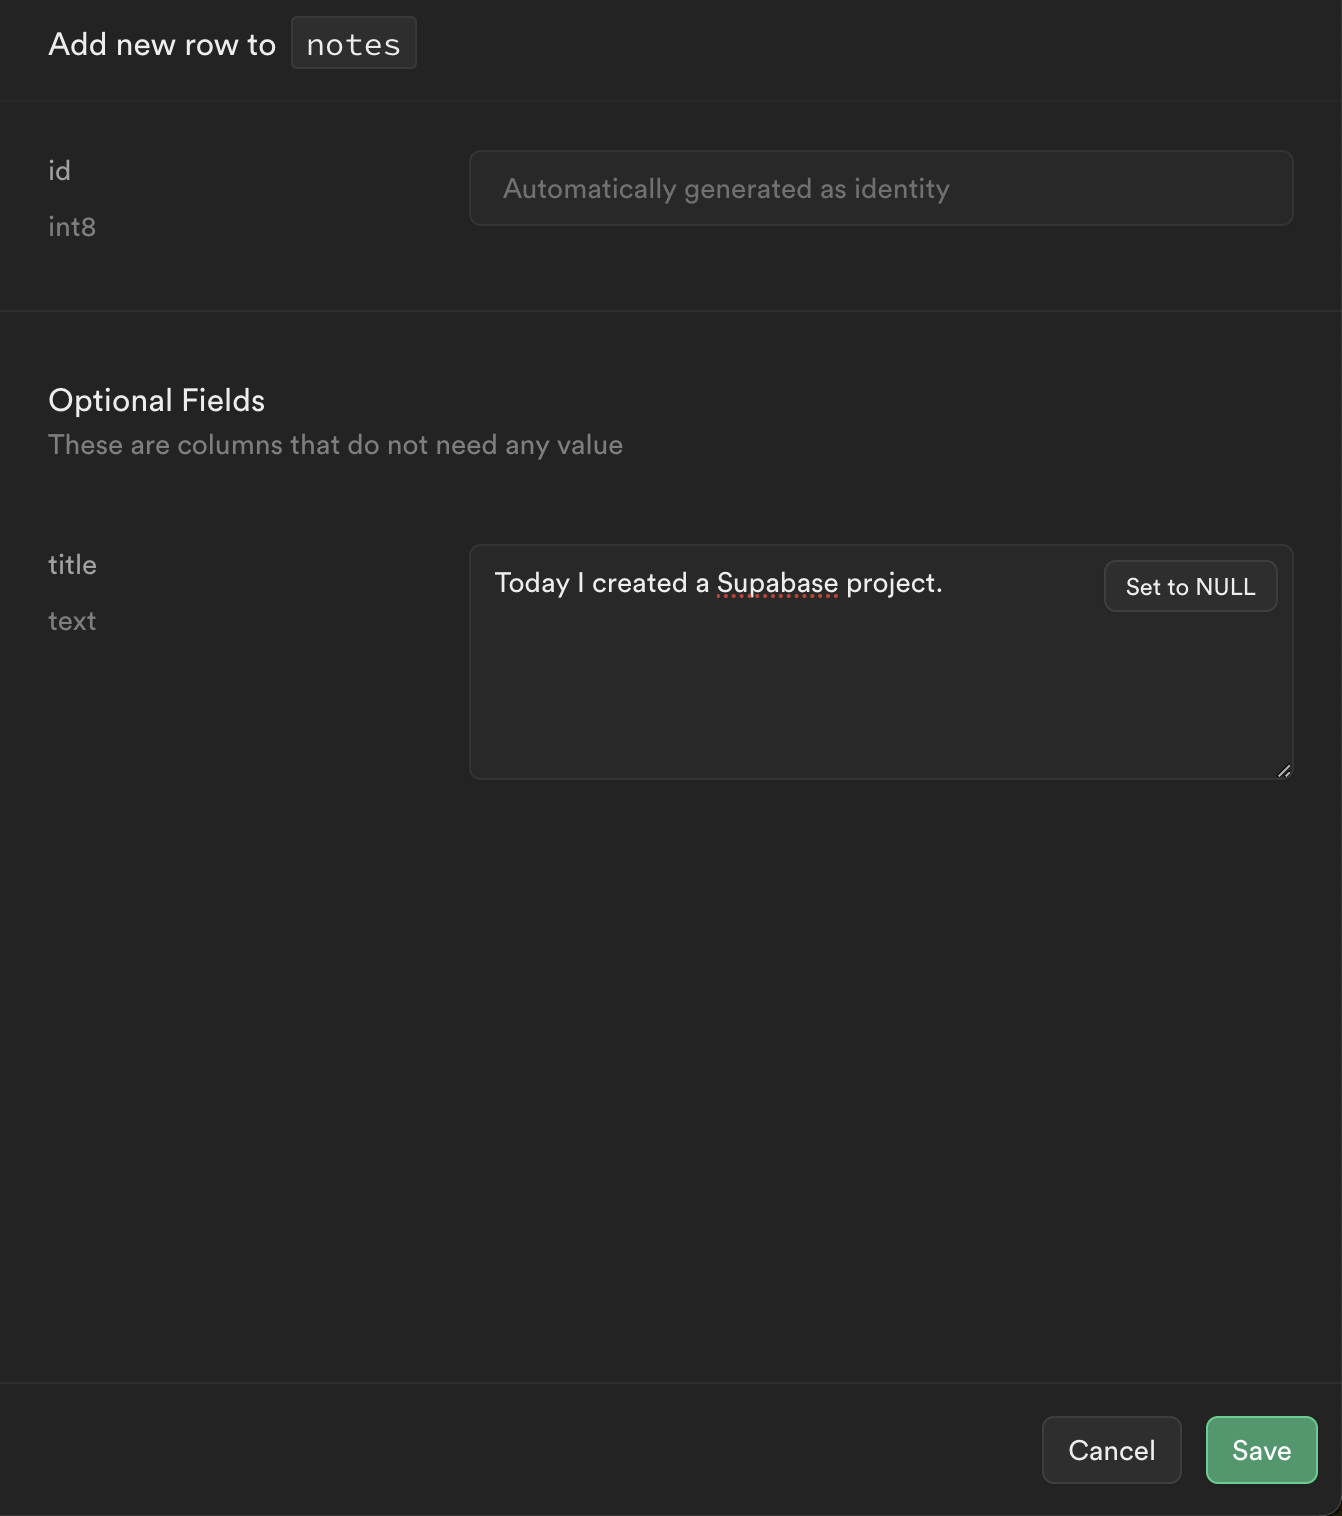 Add new row to notes
id
Automatically generated as identity
int8
Optional Fields
These are columns that do not need any value
title
Today I created a Supabase project.
Set to NULL
text
Cancel
Save